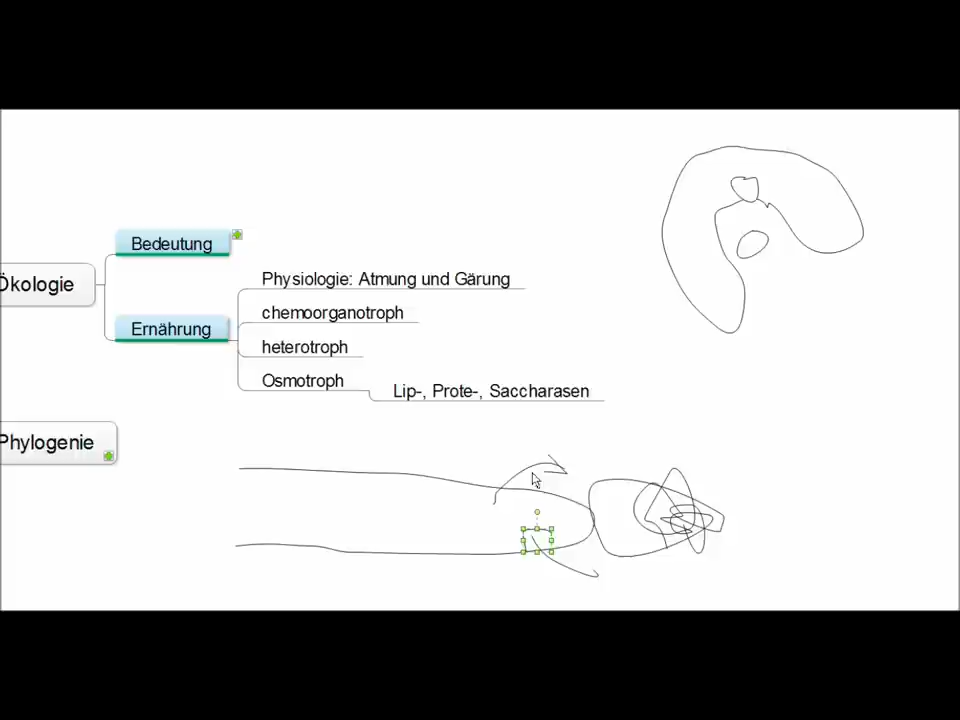 Bedeutung
Ökologie
Physiologie: Atmung und Gärung
chemoorganotroph
Ernährung
heterotroph
Osmotroph
Lip-, Prote-, Saccharasen
Phylogenie